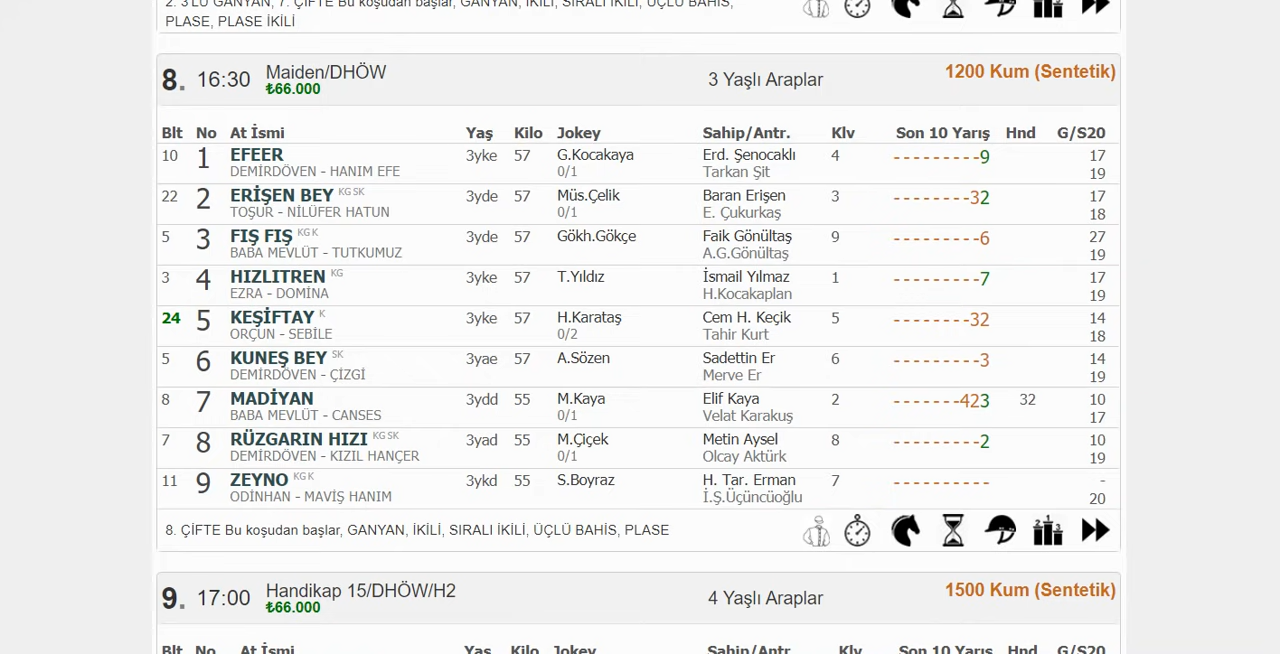 2. 3'LÜ GANYAN, 7. ÇİFTE Bu koşudan başlar, GANYAN, İKİLİ, SIRALI İKİLİ, ÜÇLÜ BAHİS,
PLASE, PLASE İKİLİ
8. 16:30 Maiden/DHÖW 3 Yaşlı Araplar 1200 Kum (Sentetik)
₺66.000
Blt No At İsmi Yaş Kilo Jokey Sahip/Antr. Klv Son 10 Yarış Hnd G/S20
10 1 EFEER 3yke 57 G.Kocakaya Erd. Şenocaklı 4 - - - - - - - - -9 17
DEMİRDÖVEN - HANIM EFE 0/1 Tarkan Şit 19
22 2 ERİŞEN BEY KG SK 3yde 57 Müs.Çelik Baran Erişen 3 - - - - - - - -32 17
TOŞUR - NİLÜFER HATUN 0/1 E. Çukurkaş 18
5 3 FIŞ FIŞ KG K 3yde 57 Gökh.Gökçe Faik Gönültaş 9 - - - - - - - - -6 27
BABA MEVLÜT - TUTKUMUZ A.G.Gönültaş 19
3 4 HIZLITREN KG 3yke 57 T.Yıldız İsmail Yılmaz 1 - - - - - - - - -7 17
EZRA - DOMİNA H.Kocakaplan 19
24 5 KEŞİFTAY K 3yke 57 H.Karataş Cem H. Keçik 5 - - - - - - - -32 14
ORÇUN - SEBİLE 0/2 Tahir Kurt 18
5 6 KUNEŞ BEY SK 3yae 57 A.Sözen Sadettin Er 6 - - - - - - - - -3 14
DEMİRDÖVEN - ÇİZGİ Merve Er 19
8 7 MADİYAN 3ydd 55 M.Kaya Elif Kaya 2 - - - - - - -423 32 10
BABA MEVLÜT - CANSES 0/1 Velat Karakuş 17
7 8 RÜZGARIN HIZI KG SK 3yad 55 M.Çiçek Metin Aysel 8 - - - - - - - - -2 10
DEMİRDÖVEN - KIZIL HANÇER 0/1 Olcay Aktürk 19
11 9 ZEYNO KG K 3ykd 55 S.Boyraz H. Tar. Erman 7 - - - - - - - - - - -
ODİNHAN - MAVİŞ HANIM İ.Ş.Üçüncüoğlu 20
8. ÇİFTE Bu koşudan başlar, GANYAN, İKİLİ, SIRALI İKİLİ, ÜÇLÜ BAHİS, PLASE
9. 17:00 Handikap 15/DHÖW/H2 4 Yaşlı Araplar 1500 Kum (Sentetik)
₺66.000
Blt No At İsmi Yaş Kilo Jokey Sahip/Antr. Klv Son 10 Yarış Hnd G/S20